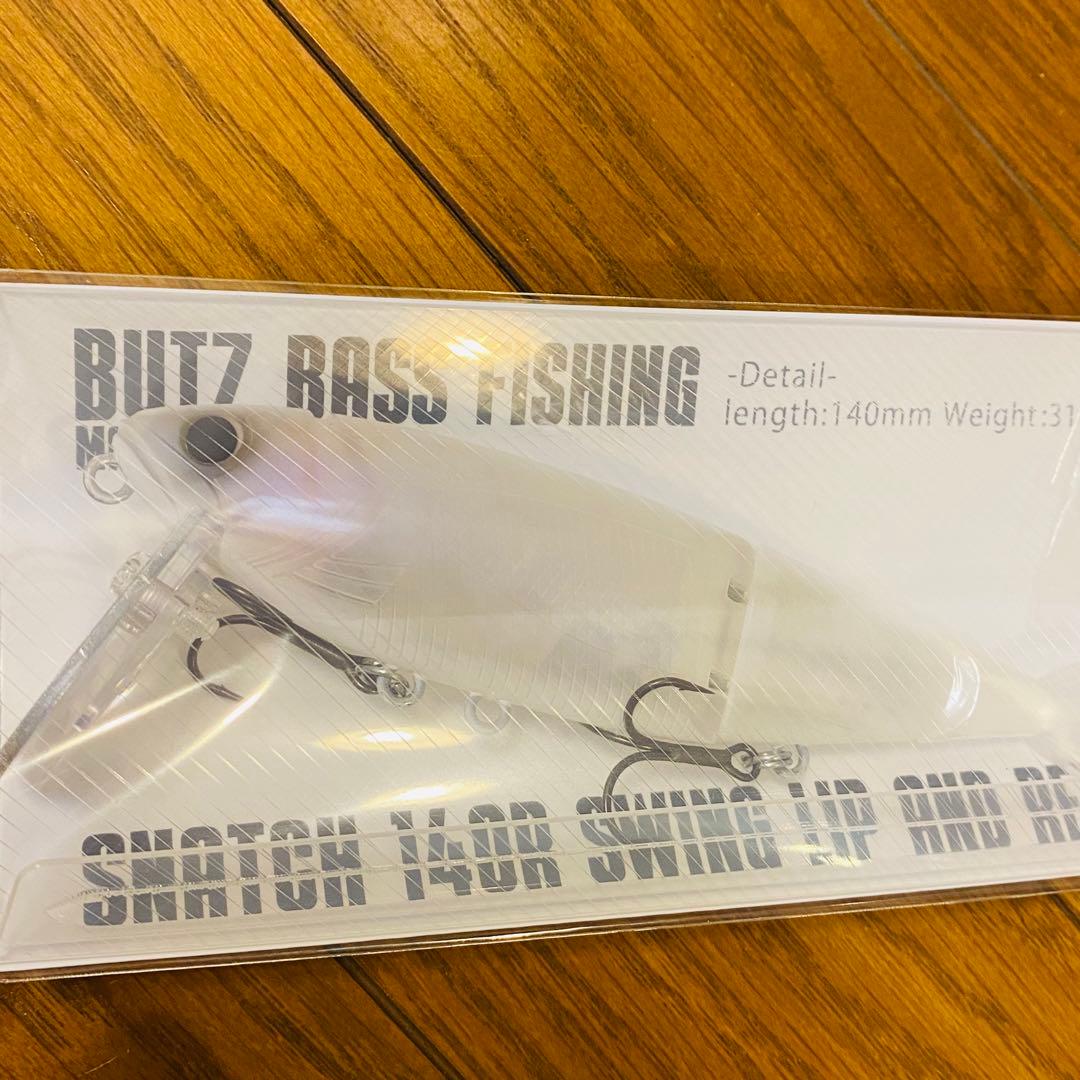 BUTZ BASS FISHING
-Detail-
length:140mm Weight:31
SNATCH 140R SWING LIP AND